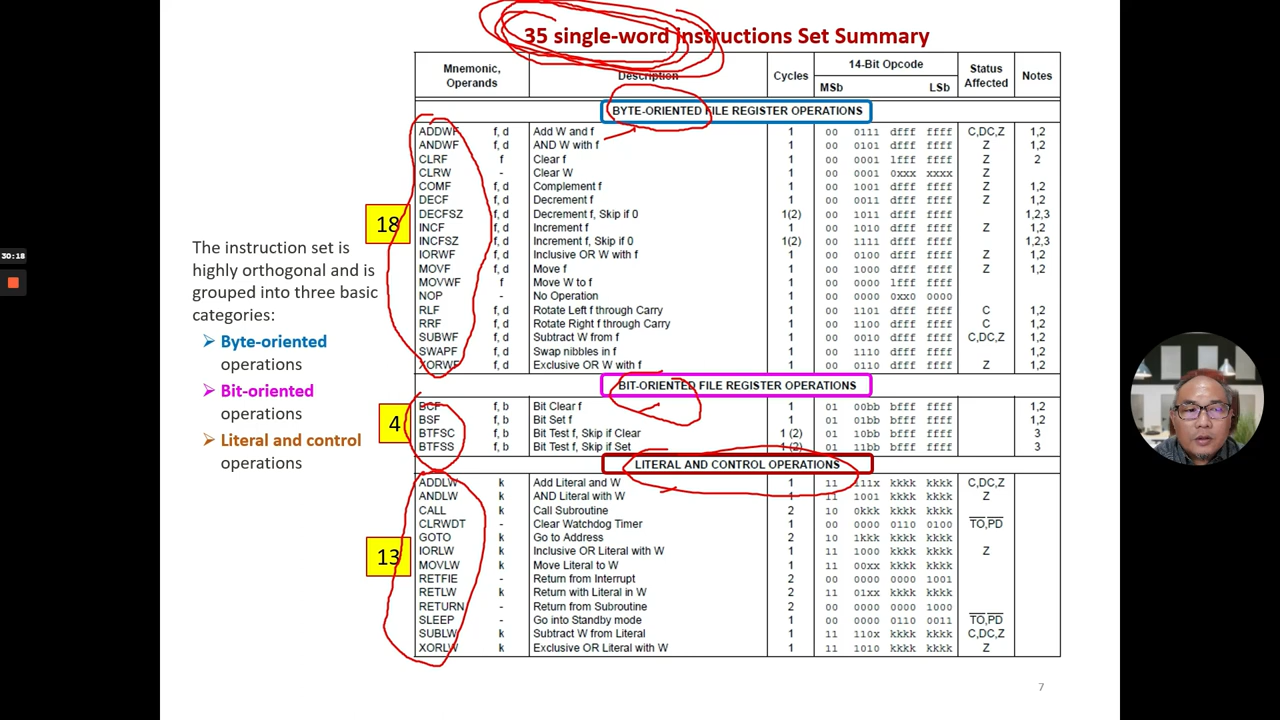 35 single-word instructions Set Summary
Mnemonic, Operands Description Cycles 14-Bit Opcode Status Affected Notes
MSb LSb
BYTE-ORIENTED FILE REGISTER OPERATIONS
ADDWF f, d Add W and f 1 00 0111 dfff ffff C,DC,Z 1,2
ANDWF f, d AND W with f 1 00 0101 dfff ffff Z 1,2
CLRF f Clear f 1 00 0001 lfff ffff Z 2
CLRW - Clear W 1 00 0001 0xxx xxxx Z
COMF f, d Complement f 1 00 1001 dfff ffff Z 1,2
DECF f, d Decrement f 1 00 0011 dfff ffff Z 1,2
DECFSZ f, d Decrement f, Skip if 0 1(2) 00 1011 dfff ffff 1,2,3
INCF f, d Increment f 1 00 1010 dfff ffff Z 1,2
INCFSZ f, d Increment f, Skip if 0 1(2) 00 1111 dfff ffff 1,2,3
IORWF f, d Inclusive OR W with f 1 00 0100 dfff ffff Z 1,2
MOVF f, d Move f 1 00 1000 dfff ffff Z 1,2
MOVWF f Move W to f 1 00 0000 lfff ffff
NOP - No Operation 1 00 0000 0xx0 0000
RLF f, d Rotate Left f through Carry 1 00 1101 dfff ffff C 1,2
RRF f, d Rotate Right f through Carry 1 00 1100 dfff ffff C 1,2
SUBWF f, d Subtract W from f 1 00 0010 dfff ffff C,DC,Z 1,2
SWAPF f, d Swap nibbles in f 1 00 1110 dfff ffff 1,2
XORWF f, d Exclusive OR W with f 1 00 0110 dfff ffff Z 1,2
BIT-ORIENTED FILE REGISTER OPERATIONS
BCF f, b Bit Clear f 1 01 00bb bfff ffff 1,2
BSF f, b Bit Set f 1 01 01bb bfff ffff 1,2
BTFSC f, b Bit Test f, Skip if Clear 1 (2) 01 10bb bfff ffff 3
BTFSS f, b Bit Test f, Skip if Set 1 (2) 01 11bb bfff ffff 3
LITERAL AND CONTROL OPERATIONS
ADDLW k Add Literal and W 1 11 111x kkkk kkkk C,DC,Z
ANDLW k AND Literal with W 1 11 1001 kkkk kkkk Z
CALL k Call Subroutine 2 10 0kkk kkkk kkkk
CLRWDT - Clear Watchdog Timer 1 00 0000 0110 0100 TO,PD
GOTO k Go to Address 2 10 1kkk kkkk kkkk
IORLW k Inclusive OR Literal with W 1 11 1000 kkkk kkkk Z
MOVLW k Move Literal to W 1 11 00xx kkkk kkkk
RETFIE - Return from Interrupt 2 00 0000 0000 1001
RETLW k Return with Literal in W 2 11 01xx kkkk kkkk
RETURN - Return from Subroutine 2 00 0000 0000 1000
SLEEP - Go into Standby mode 1 00 0000 0110 0011 TO,PD
SUBLW k Subtract W from Literal 1 11 110x kkkk kkkk C,DC,Z
XORLW k Exclusive OR Literal with W 1 11 1010 kkkk kkkk Z
18
4
13
The instruction set is
highly orthogonal and is
grouped into three basic
categories:
Byte-oriented
operations
Bit-oriented
operations
Literal and control
operations
30:18
7